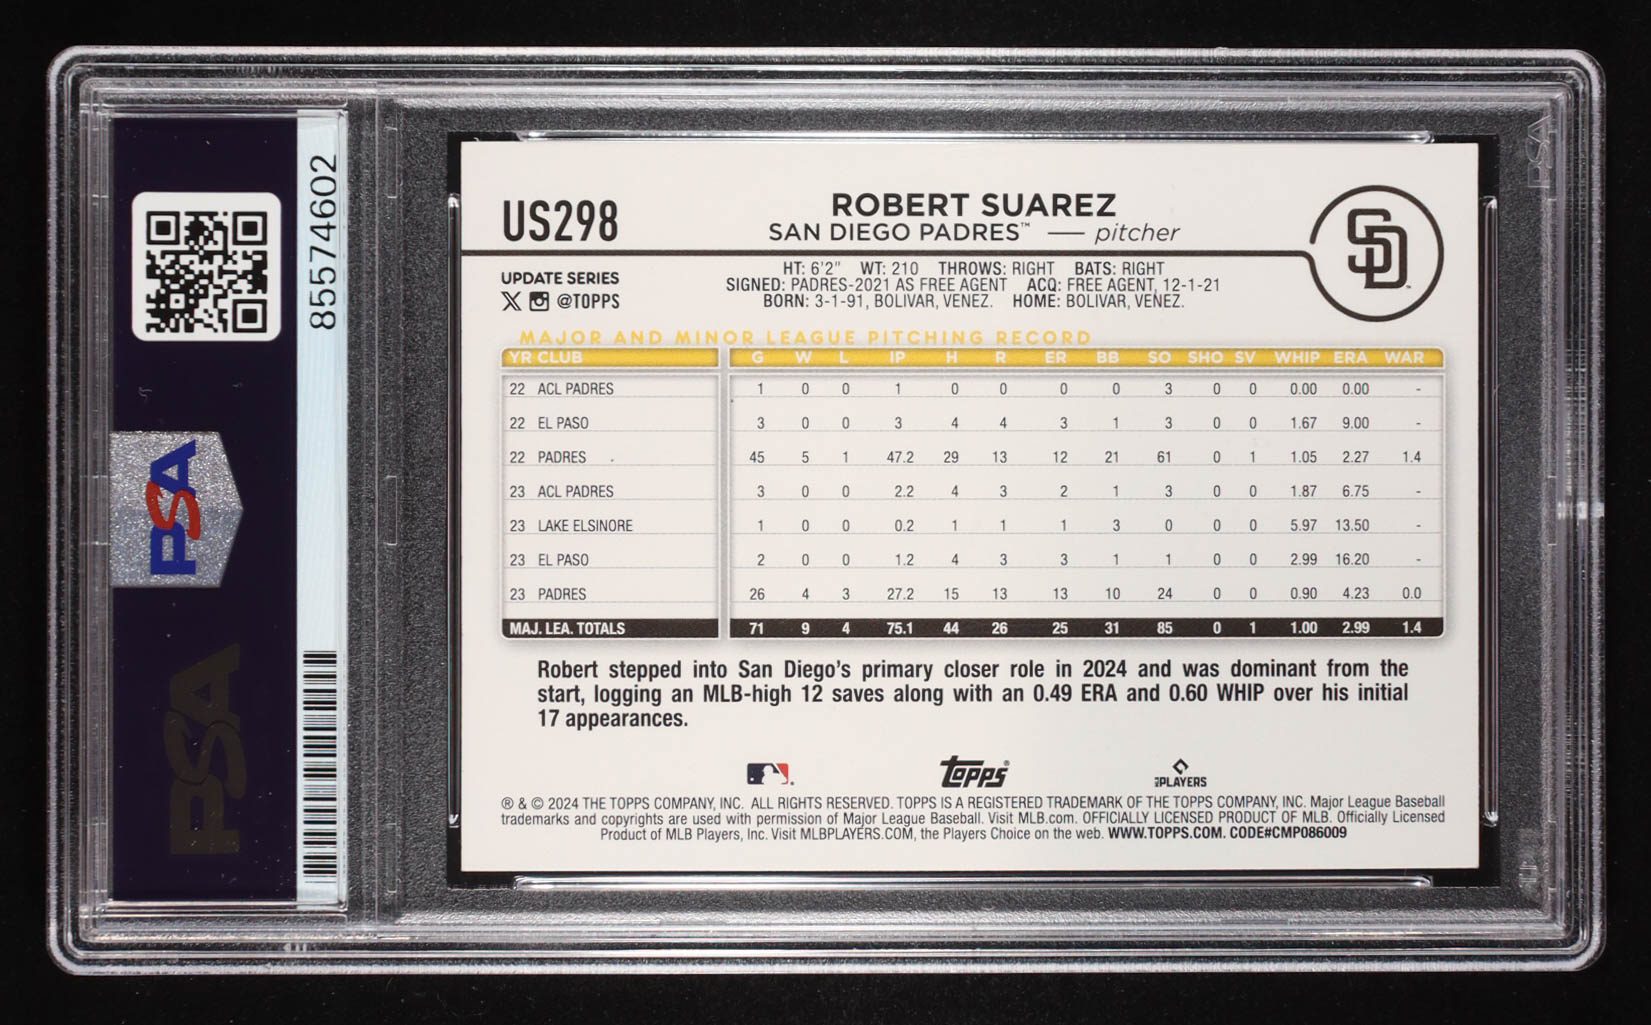 85574602
PSA
PSA
PSA
US298
ROBERT SUAREZ
SAN DIEGO PADRES™ — pitcher
SD
UPDATE SERIES
@TOPPS
HT: 6'2" WT: 210 THROWS: RIGHT BATS: RIGHT
SIGNED: PADRES-2021 AS FREE AGENT ACQ: FREE AGENT, 12-1-21
BORN: 3-1-91, BOLIVAR, VENEZ. HOME: BOLIVAR, VENEZ.
MAJOR AND MINOR LEAGUE PITCHING RECORD
YR CLUB G W L IP H R ER BB SO SHO SV WHIP ERA WAR
22 ACL PADRES 1 0 0 1 0 0 0 0 3 0 0 0.00 0.00 -
22 EL PASO 3 0 0 3 4 4 3 1 3 0 0 1.67 9.00 -
22 PADRES 45 5 1 47.2 29 13 12 21 61 0 1 1.05 2.27 1.4
23 ACL PADRES 3 0 0 2.2 4 3 2 1 3 0 0 1.87 6.75 -
23 LAKE ELSINORE 1 0 0 0.2 1 1 1 3 0 0 0 5.97 13.50 -
23 EL PASO 2 0 0 1.2 4 3 3 1 1 0 0 2.99 16.20 -
23 PADRES 26 4 3 27.2 15 13 13 10 24 0 0 0.90 4.23 0.0
MAJ. LEA. TOTALS 71 9 4 75.1 44 26 25 31 85 0 1 1.00 2.99 1.4
Robert stepped into San Diego's primary closer role in 2024 and was dominant from the
start, logging an MLB-high 12 saves along with an 0.49 ERA and 0.60 WHIP over his initial
17 appearances.
Topps®
MLBPLAYERS
® & © 2024 THE TOPPS COMPANY, INC. ALL RIGHTS RESERVED. TOPPS IS A REGISTERED TRADEMARK OF THE TOPPS COMPANY, INC. Major League Baseball
trademarks and copyrights are used with permission of Major League Baseball. Visit MLB.com. OFFICIALLY LICENSED PRODUCT OF MLB. Officially Licensed
Product of MLB Players, Inc. Visit MLBPLAYERS.COM, the Players Choice on the web. WWW.TOPPS.COM. CODE#CMP086009